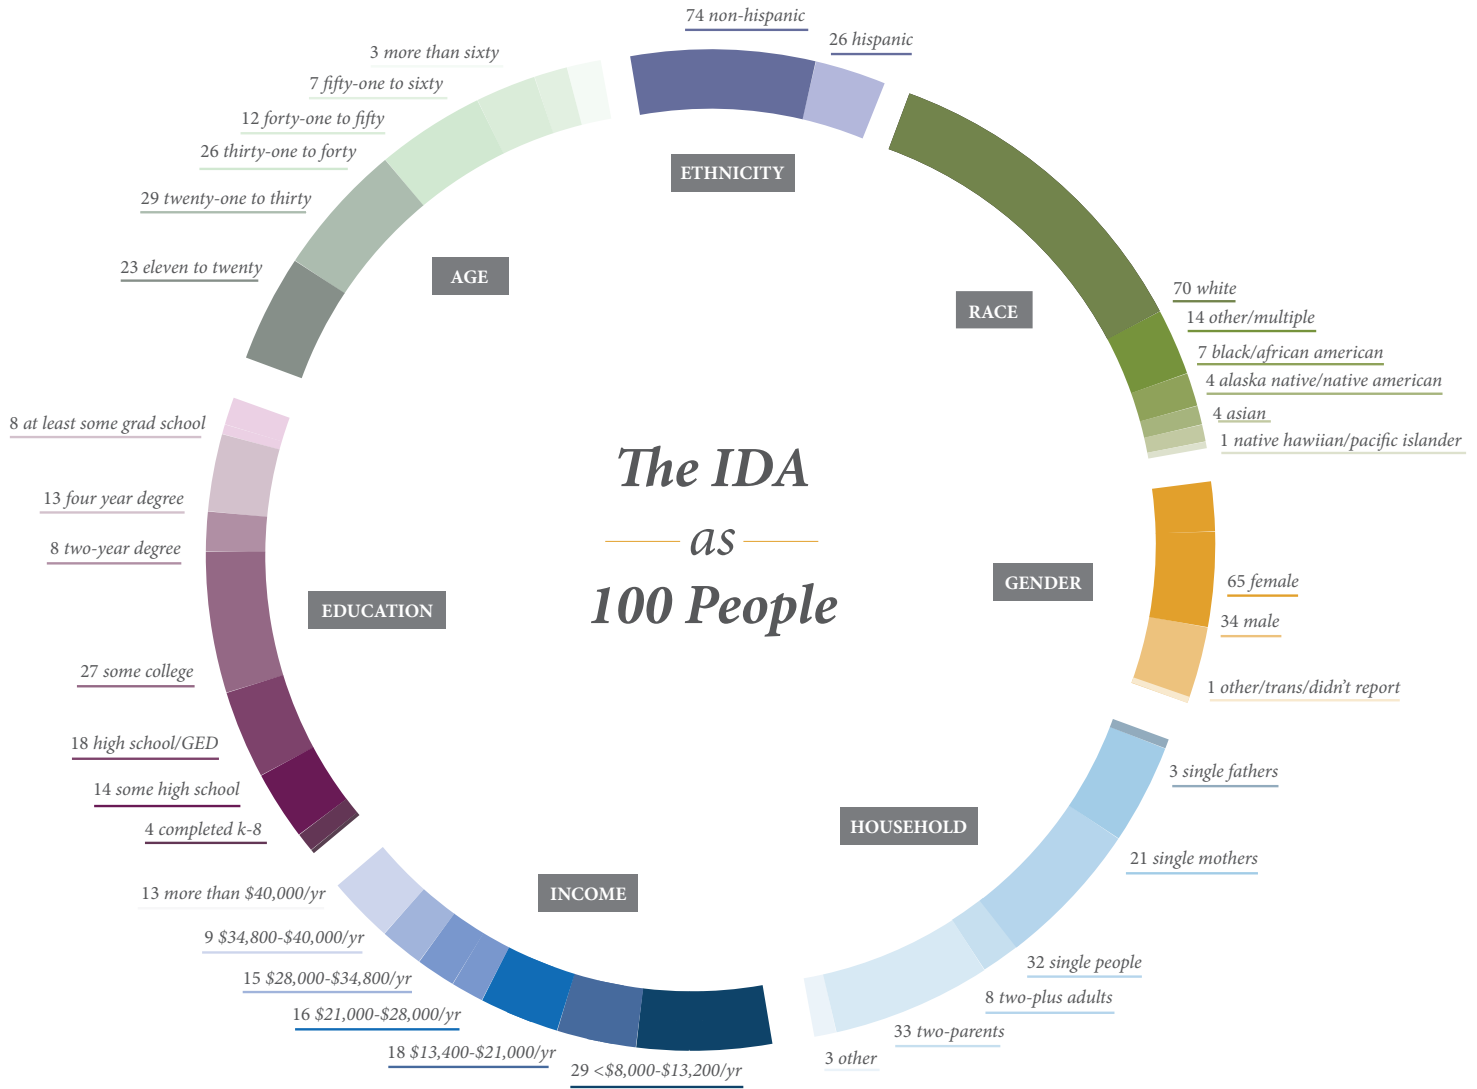 The IDA
as
100 People
ETHNICITY
74 non-hispanic
26 hispanic
RACE
70 white
14 other/multiple
7 black/african american
4 alaska native/native american
4 asian
1 native hawiian/pacific islander
GENDER
65 female
34 male
1 other/trans/didn't report
HOUSEHOLD
3 single fathers
21 single mothers
32 single people
8 two-plus adults
33 two-parents
3 other
INCOME
29 <$8,000-$13,200/yr
18 $13,400-$21,000/yr
16 $21,000-$28,000/yr
15 $28,000-$34,800/yr
9 $34,800-$40,000/yr
13 more than $40,000/yr
EDUCATION
4 completed k-8
14 some high school
18 high school/GED
27 some college
8 two-year degree
13 four year degree
8 at least some grad school
AGE
23 eleven to twenty
29 twenty-one to thirty
26 thirty-one to forty
12 forty-one to fifty
7 fifty-one to sixty
3 more than sixty